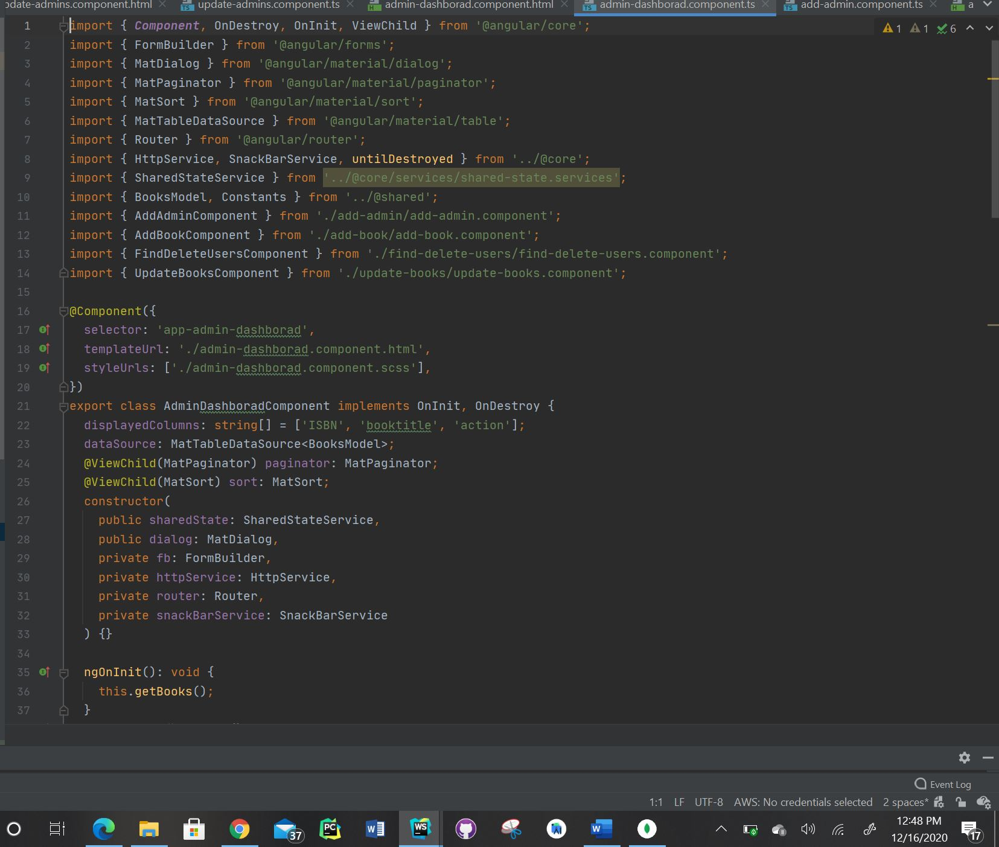 pdate-admins.component.html
update-admins.component.ts
admin-dashborad.component.html
admin-dashborad.component.ts
add-admin.component.ts
a
1 1 6
1 import { Component, OnDestroy, OnInit, ViewChild } from '@angular/core';
2 import { FormBuilder } from '@angular/forms';
3 import { MatDialog } from '@angular/material/dialog';
4 import { MatPaginator } from '@angular/material/paginator';
5 import { MatSort } from '@angular/material/sort';
6 import { MatTableDataSource } from '@angular/material/table';
7 import { Router } from '@angular/router';
8 import { HttpService, SnackBarService, untilDestroyed } from '../@core';
9 import { SharedStateService } from '../@core/services/shared-state.services';
10 import { BooksModel, Constants } from '../@shared';
11 import { AddAdminComponent } from './add-admin/add-admin.component';
12 import { AddBookComponent } from './add-book/add-book.component';
13 import { FindDeleteUsersComponent } from './find-delete-users/find-delete-users.component';
14 import { UpdateBooksComponent } from './update-books/update-books.component';
15
16 @Component({
17   selector: 'app-admin-dashborad',
18   templateUrl: './admin-dashborad.component.html',
19   styleUrls: ['./admin-dashborad.component.scss'],
20 })
21 export class AdminDashboradComponent implements OnInit, OnDestroy {
22   displayedColumns: string[] = ['ISBN', 'booktitle', 'action'];
23   dataSource: MatTableDataSource<BooksModel>;
24   @ViewChild(MatPaginator) paginator: MatPaginator;
25   @ViewChild(MatSort) sort: MatSort;
26   constructor(
27     public sharedState: SharedStateService,
28     public dialog: MatDialog,
29     private fb: FormBuilder,
30     private httpService: HttpService,
31     private router: Router,
32     private snackBarService: SnackBarService
33   ) {}
34
35   ngOnInit(): void {
36     this.getBooks();
37   }
Event Log
1:1 LF UTF-8 AWS: No credentials selected 2 spaces*
37
PC
W
WS
W
12:48 PM
12/16/2020
17